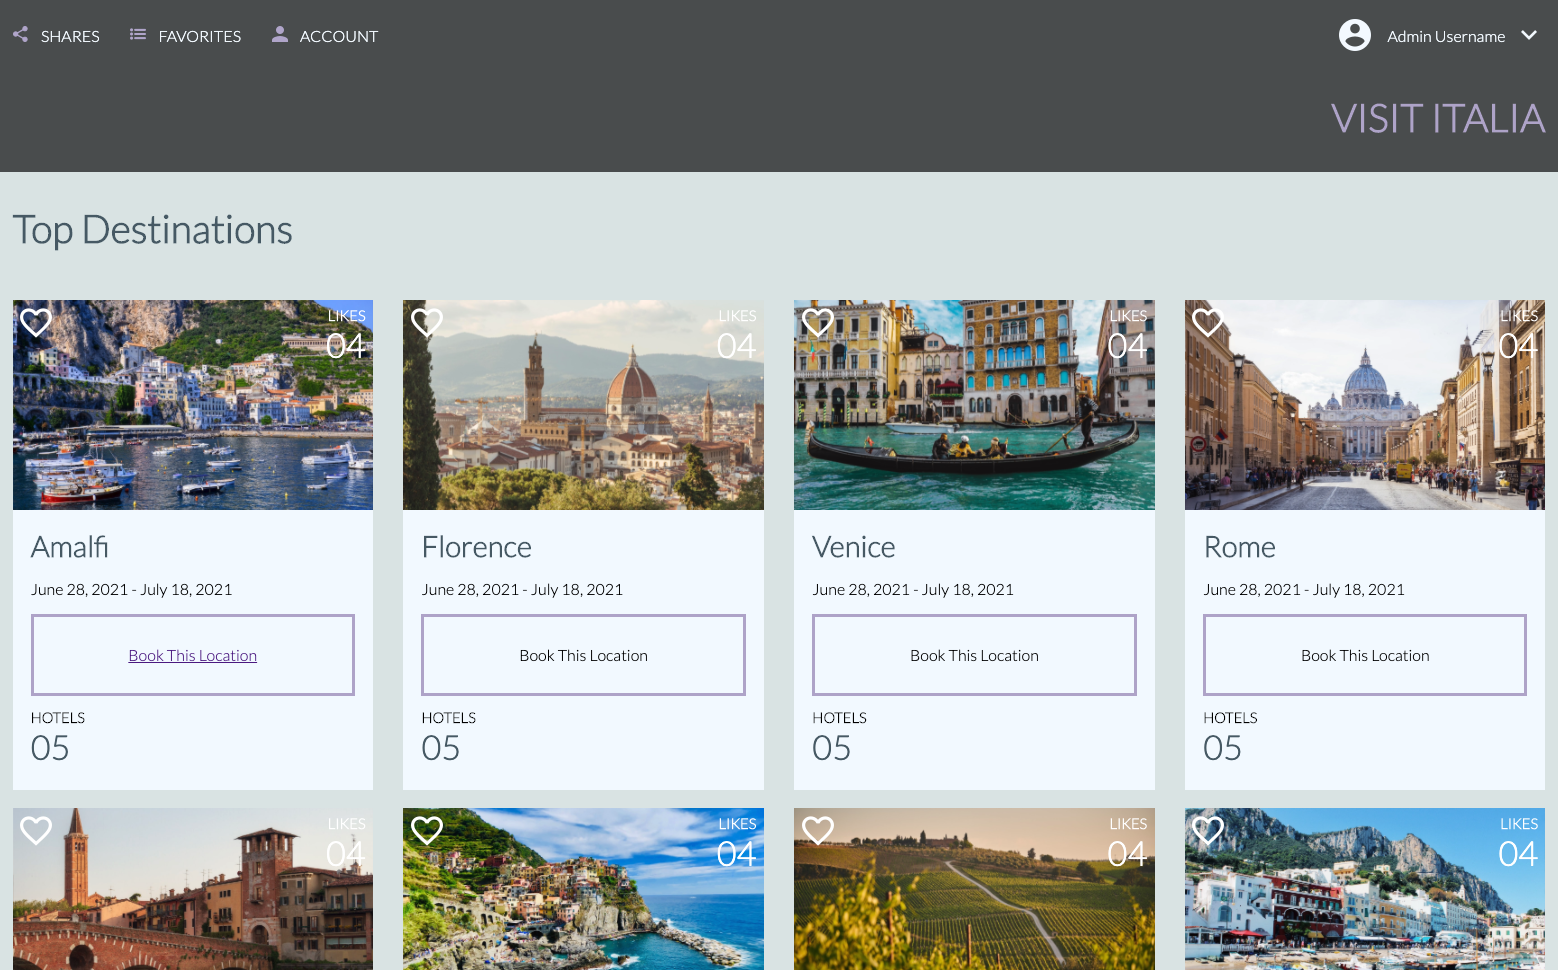 SHARES FAVORITES ACCOUNT Admin Username
VISIT ITALIA
Top Destinations
LIKES
04
LIKES
04
LIKES
04
LIKES
04
Amalfi
June 28, 2021 - July 18, 2021
Book This Location
HOTELS
05
Florence
June 28, 2021 - July 18, 2021
Book This Location
HOTELS
05
Venice
June 28, 2021 - July 18, 2021
Book This Location
HOTELS
05
Rome
June 28, 2021 - July 18, 2021
Book This Location
HOTELS
05
LIKES
04
LIKES
04
LIKES
04
LIKES
04